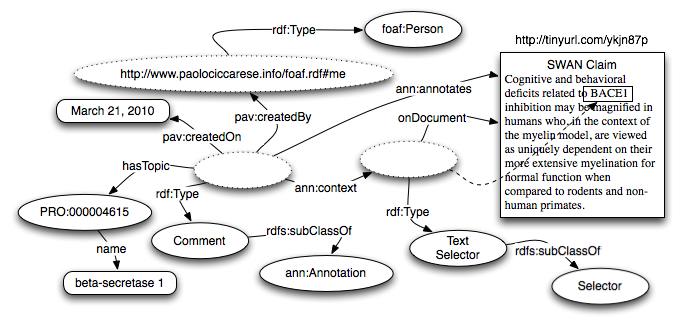 rdf:Type
foaf:Person
http://tinyurl.com/ykjn87p
http://www.paolociccarese.info/foaf.rdf#me
ann:annotates
SWAN Claim
Cognitive and behavioral
deficits related to BACE1
inhibition may be magnified in
humans who, in the context of
the myelin model, are viewed
as uniquely dependent on their
more extensive myelination for
normal function when
compared to rodents and non-
human primates.
March 21, 2010
pav:createdBy
onDocument
pav:createdOn
hasTopic
rdf:Type
ann:context
PRO:000004615
rdf:Type
Comment
rdfs:subClassOf
Text
Selector
rdfs:subClassOf
name
ann:Annotation
beta-secretase 1
Selector